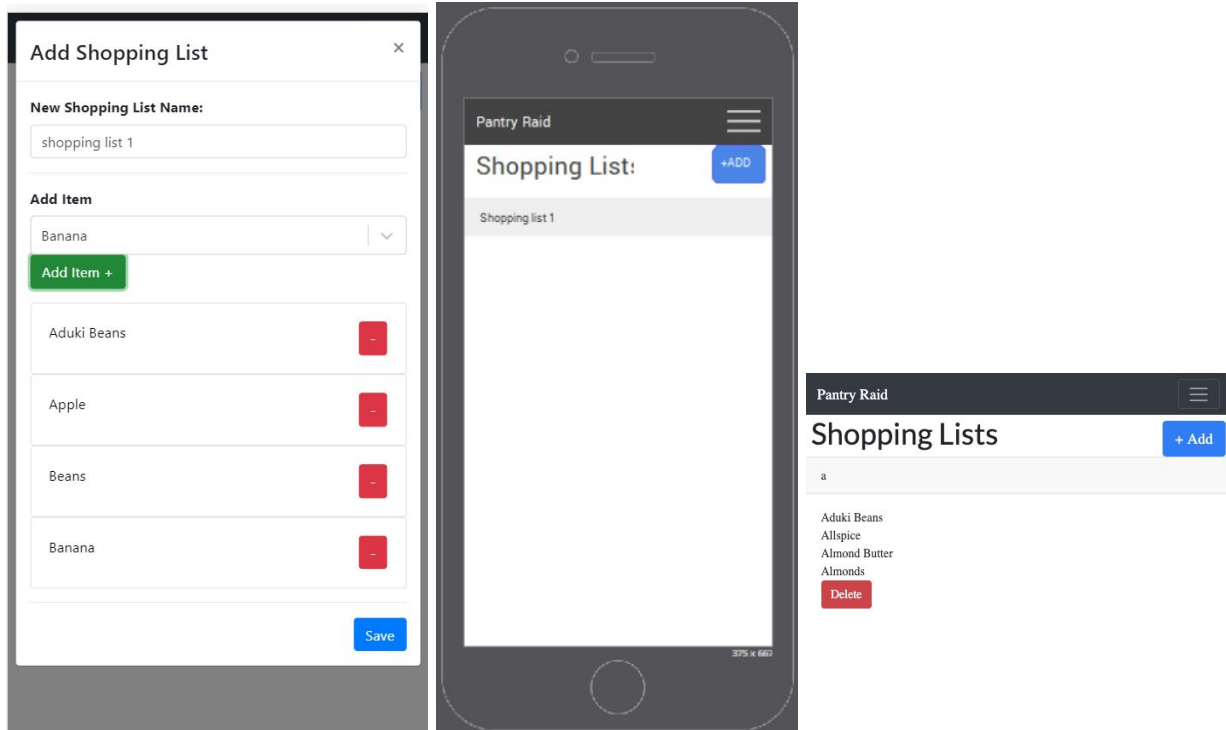 Add Shopping List ×
New Shopping List Name:
shopping list 1
Add Item
Banana
Add Item +
Aduki Beans -
Apple -
Beans -
Banana -
Save
Pantry Raid
Shopping Lists +ADD
Shopping list 1
375 x 667
Pantry Raid
Shopping Lists + Add
a
Aduki Beans
Allspice
Almond Butter
Almonds
Delete